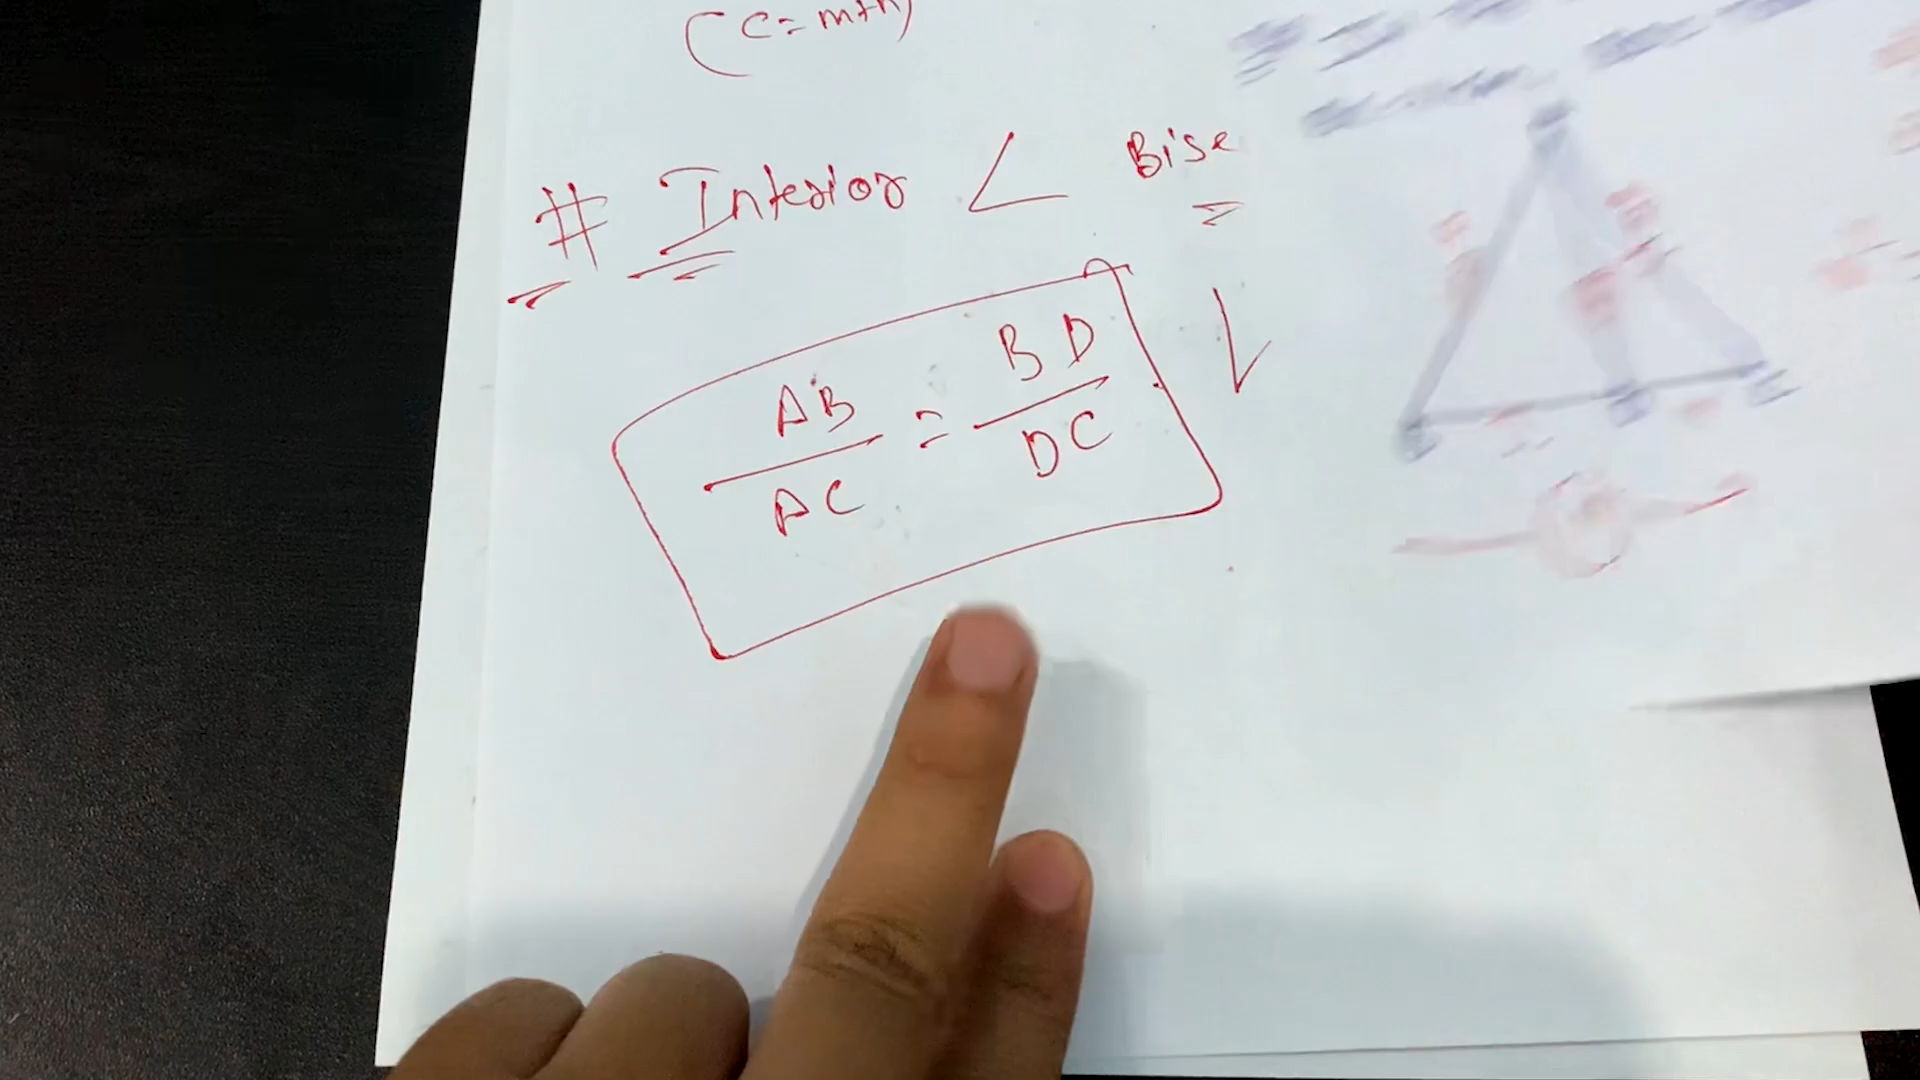 (c=m+n)
# Interior ∠ Bise
AB/AC = BD/DC